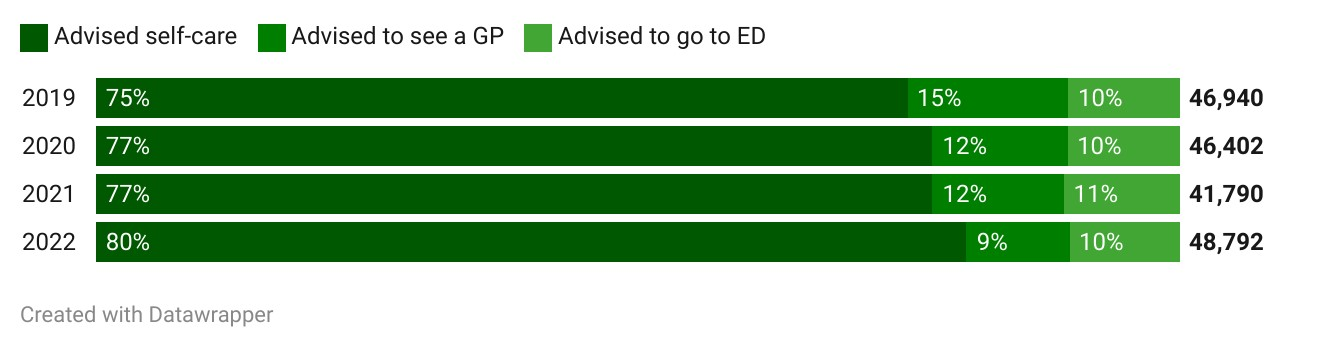 Advised self-care Advised to see a GP Advised to go to ED
2019 75% 15% 10% 46,940
2020 77% 12% 10% 46,402
2021 77% 12% 11% 41,790
2022 80% 9% 10% 48,792
Created with Datawrapper